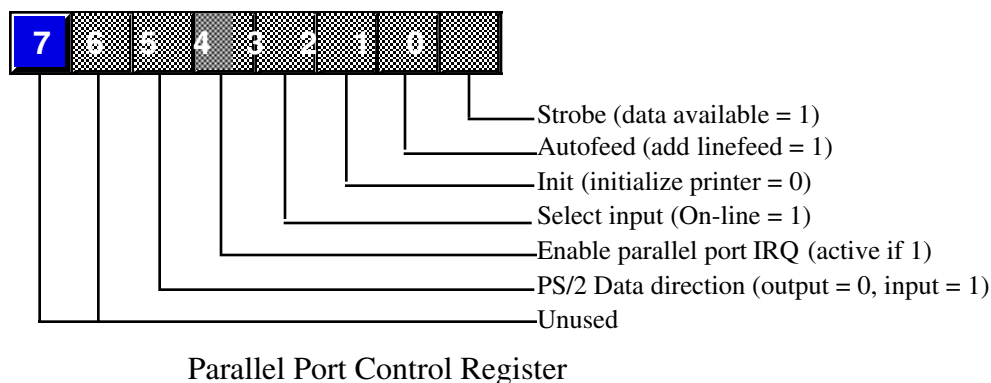 7 6 5 4 3 2 1 0
Strobe (data available = 1)
Autofeed (add linefeed = 1)
Init (initialize printer = 0)
Select input (On-line = 1)
Enable parallel port IRQ (active if 1)
PS/2 Data direction (output = 0, input = 1)
Unused
Parallel Port Control Register